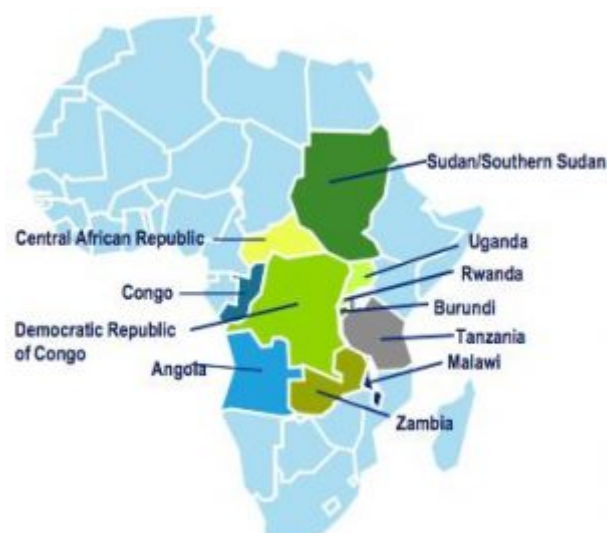 Sudan/Southern Sudan
Central African Republic
Uganda
Rwanda
Congo
Burundi
Democratic Republic
of Congo
Tanzania
Angola
Malawi
Zambia